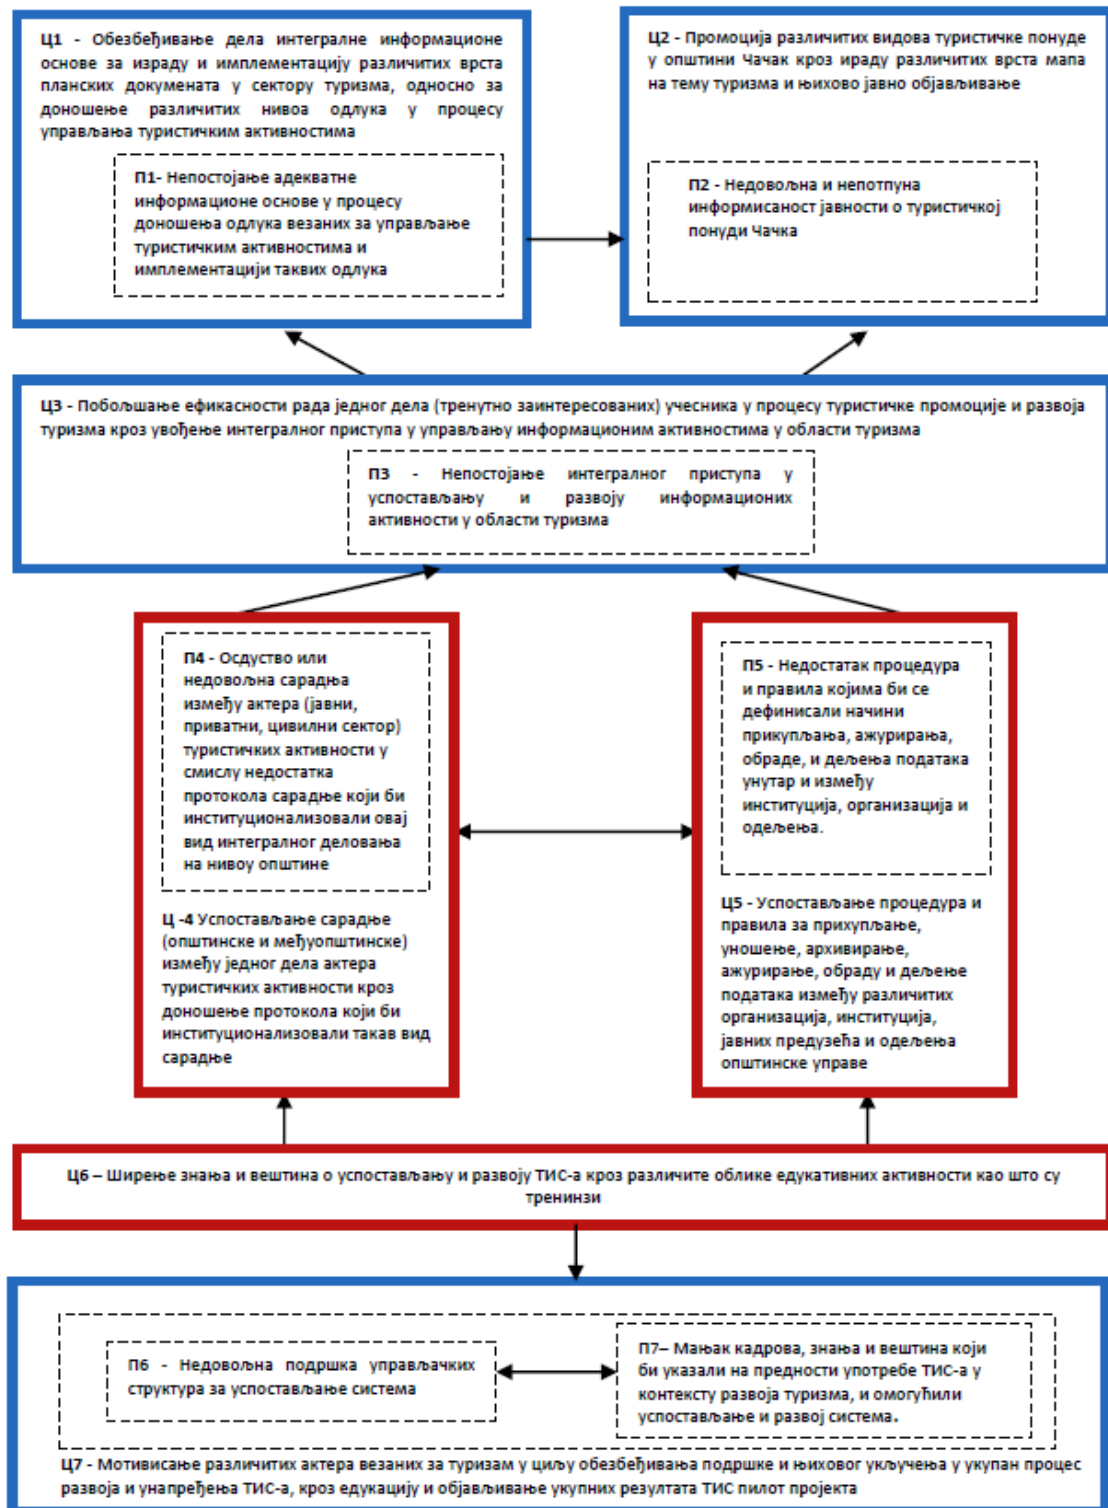 Ц1 - Обезбеђивање дела интегралне информационе
основе за израду и имплементацију различитих врста
планских докумената у сектору туризма, односно за
доношење различитих нивоа одлука у процесу
управљања туристичким активностима
П1- Непостојање адекватне
информационе основе у процесу
доношења одлука везаних за управљање
туристичким активностима и
имплементацији таквих одлука
Ц2 - Промоција различитих видова туристичке понуде
у општини Чачак кроз ираду различитих врста мапа
на тему туризма и њихово јавно објављивање
П2 - Недовољна и непотпуна
информисаност јавности о туристичкој
понуди Чачка
Ц3 - Побољшање ефикасности рада једног дела (тренутно заинтересованих) учесника у процесу туристичке промоције и развоја
туризма кроз увођење интегралног приступа у управљању информационим активностима у области туризма
П3 - Непостојање интегралног приступа у
успостављању и развоју информационих
активности у области туризма
П4 - Осдуство или
недовољна сарадња
између актера (јавни,
приватни, цивилни сектор)
туристичких активности у
смислу недостатка
протокола сарадње који би
институционализовали овај
вид интегралног деловања
на нивоу општине
Ц -4 Успостављање сарадње
(општинске и међуопштинске)
између једног дела актера
туристичких активности кроз
доношење протокола који би
институционализовали такав вид
сарадње
П5 - Недостатак процедура
и правила којима би се
дефинисали начини
прикупљања, ажурирања,
обраде, и дељења података
унутар и између
институција, организација и
одељења.
Ц5 - Успостављање процедура и
правила за прихупљање,
уношење, архивирање,
ажурирање, обраду и дељење
података између различитих
организација, институција,
јавних предузећа и одељења
општинске управе
Ц6 – Ширење знања и вештина о успостављању и развоју ТИС-а кроз различите облике едукативних активности као што су
тренинзи
П6 - Недовољна подршка управљачких
структура за успостављање система
П7– Мањак кадрова, знања и вештина који
би указали на предности употребе ТИС-а у
контексту развоја туризма, и омогућили
успостављање и развој система.
Ц7 - Мотивисање различитих актера везаних за туризам у циљу обезбеђивања подршке и њиховог укључења у укупан процес
развоја и унапређења ТИС-а, кроз едукацију и објављивање укупних резултата ТИС пилот пројекта